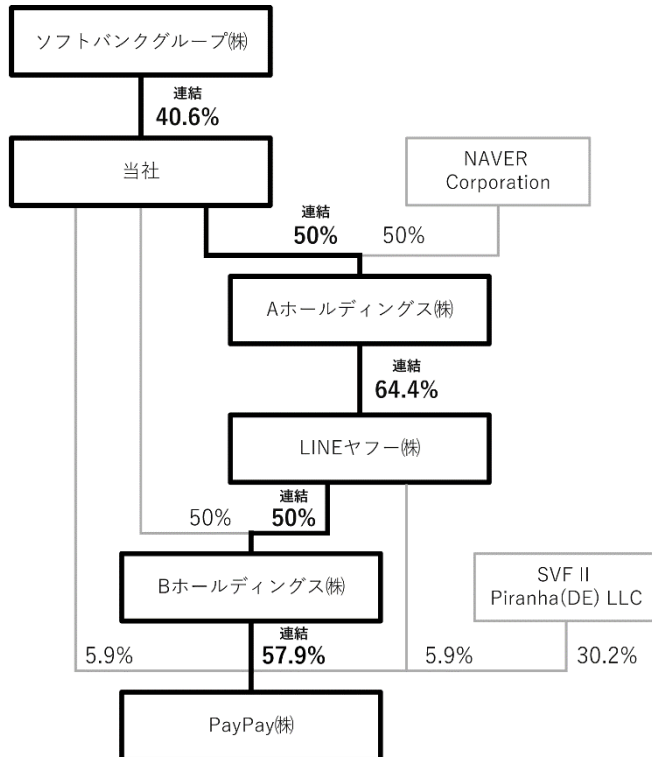 ソフトバンクグループ㈱
連結
40.6%
当社
NAVER
Corporation
連結
50%
50%
Aホールディングス㈱
連結
64.4%
LINEヤフー㈱
連結
50%
50%
Bホールディングス㈱
SVF II
Piranha(DE) LLC
連結
5.9%
57.9%
5.9%
30.2%
PayPay㈱